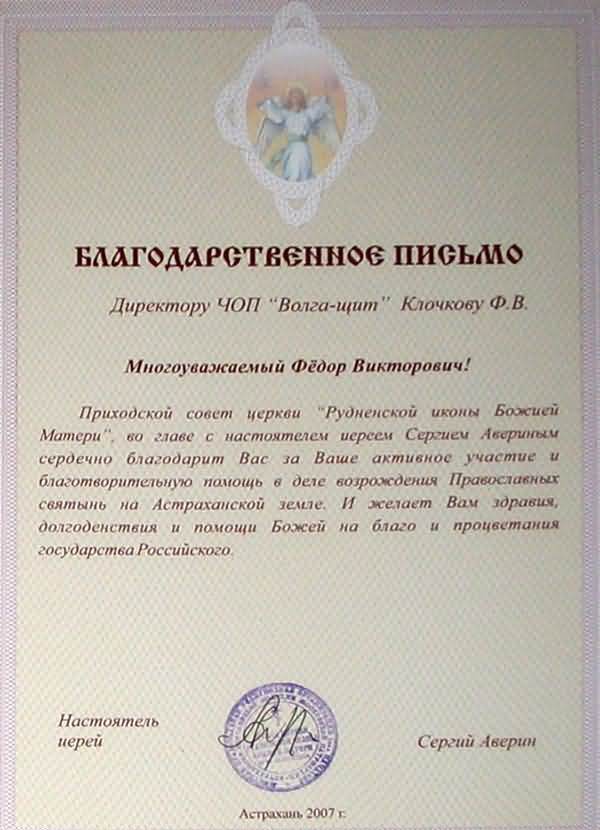 БЛАГОДАРСТВЕННОЕ ПИСЬМО
Директору ЧОП “Волга-щит” Клочкову Ф.В.
Многоуважаемый Фёдор Викторович!
Приходской совет церкви “Рудненской иконы Божией
Матери”, во главе с настоятелем иереем Сергием Авериным
сердечно благодарит Вас за Ваше активное участие и
благотворительную помощь в деле возрождения Православных
святынь на Астраханской земле. И желает Вам здравия,
долгоденствия и помощи Божей на благо и процветания
государства Российского.
Настоятель
иерей
Сергий Аверин
Астрахань 2007 г.